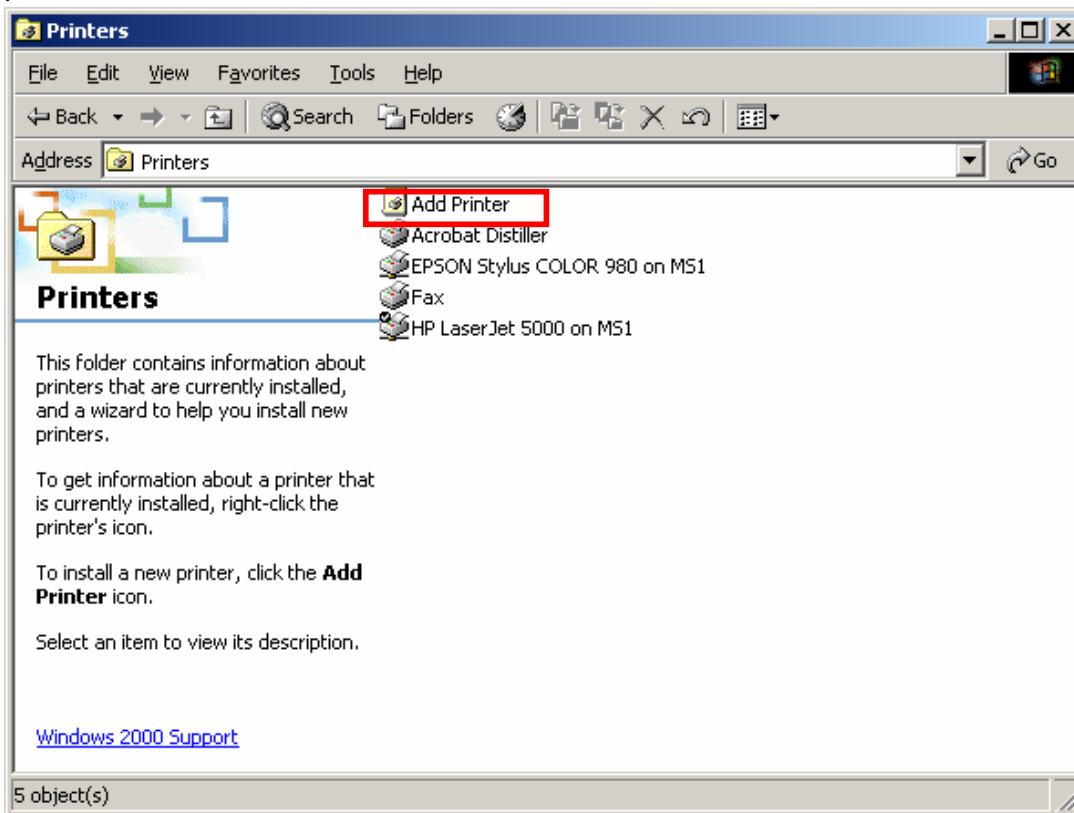 Printers
File Edit View Favorites Tools Help
Back Search Folders
Address Printers Go
Add Printer
Acrobat Distiller
EPSON Stylus COLOR 980 on MS1
Fax
HP LaserJet 5000 on MS1
Printers
This folder contains information about
printers that are currently installed,
and a wizard to help you install new
printers.
To get information about a printer that
is currently installed, right-click the
printer's icon.
To install a new printer, click the Add
Printer icon.
Select an item to view its description.
Windows 2000 Support
5 object(s)